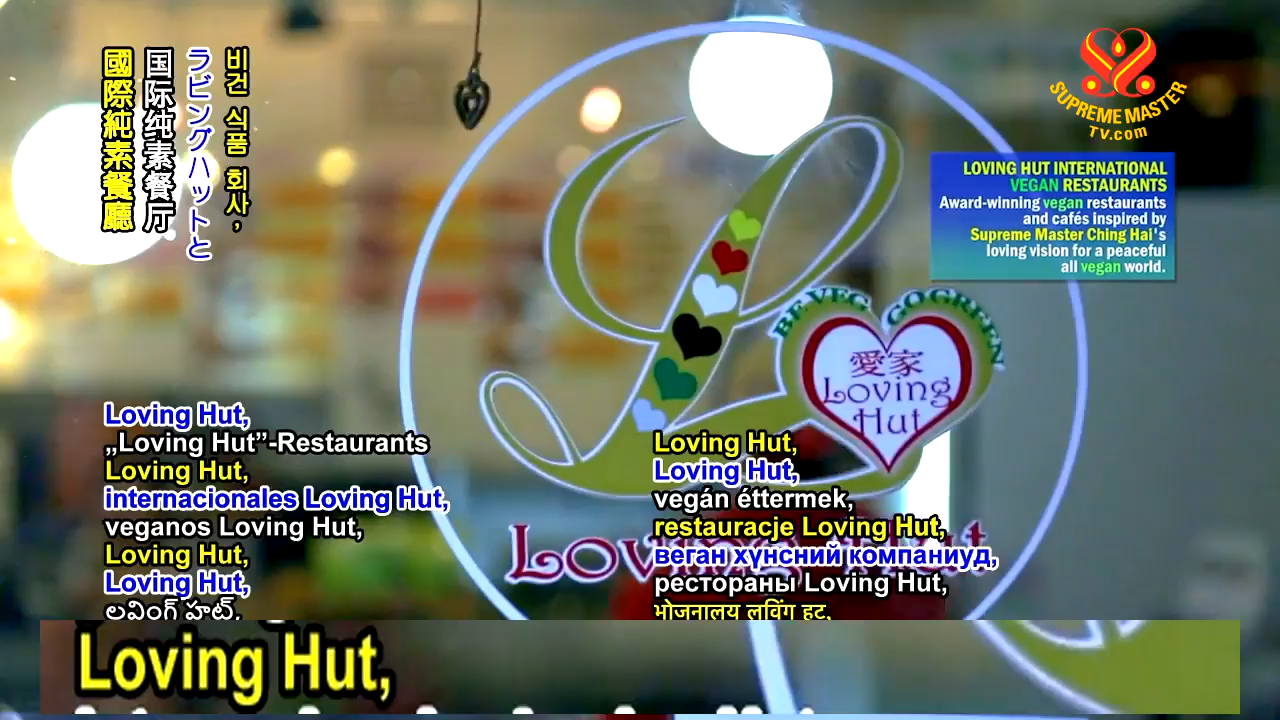 國際純素餐廳
国际纯素餐厅
ラビングハットと
비건 식품 회사,
SUPREME MASTER
TV.com
LOVING HUT INTERNATIONAL
VEGAN RESTAURANTS
Award-winning vegan restaurants
and cafés inspired by
Supreme Master Ching Hai's
loving vision for a peaceful
all vegan world.
BE VEG GO GREEN
愛家
Loving
Hut
Loving Hut
Loving Hut,
„Loving Hut”-Restaurants
Loving Hut,
internacionales Loving Hut,
veganos Loving Hut,
Loving Hut,
Loving Hut,
లవింగ్ హట్,
Loving Hut,
Loving Hut,
vegán éttermek,
restauracje Loving Hut,
веган хүнсний компаниуд,
рестораны Loving Hut,
भोजनालय लविंग हट,
Loving Hut,